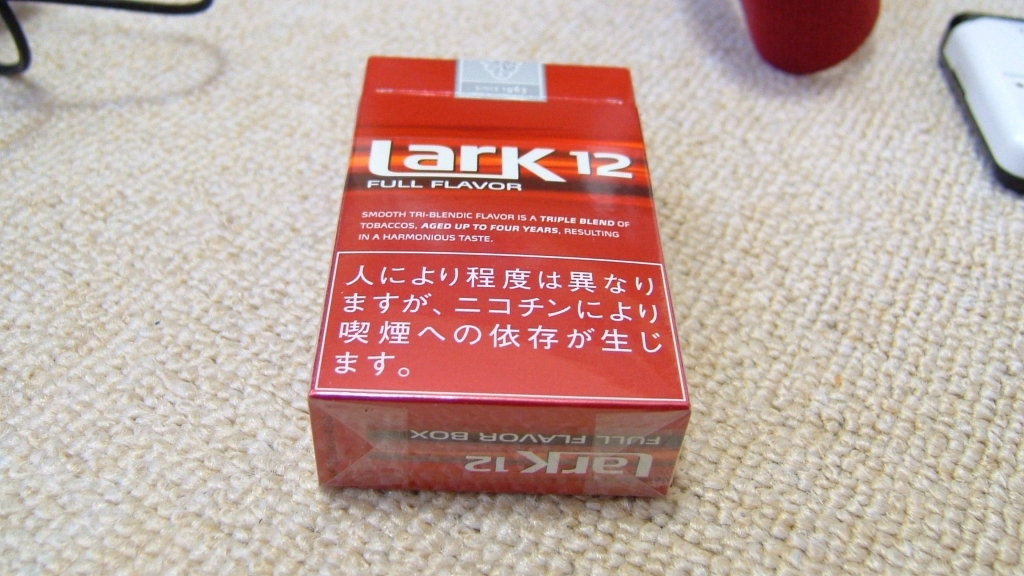 Lark 12
FULL FLAVOR
SMOOTH TRI-BLENDIC FLAVOR IS A TRIPLE BLEND OF
TOBACCOS, AGED UP TO FOUR YEARS, RESULTING
IN A HARMONIOUS TASTE.
人により程度は異なり
ますが、ニコチンにより
喫煙への依存が生じ
ます。
Lark 12
FULL FLAVOR BOX